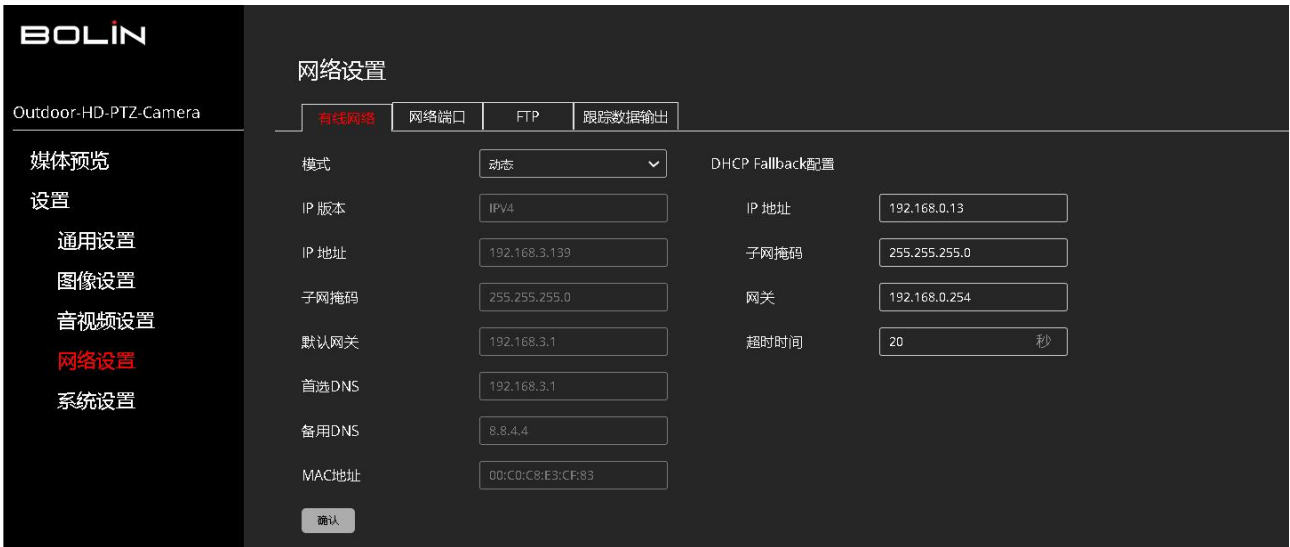 BOLIN
Outdoor-HD-PTZ-Camera
媒体预览
设置
通用设置
图像设置
音视频设置
网络设置
系统设置
网络设置
有线网络 网络端口 FTP 跟踪数据输出
模式 动态
IP 版本 IPV4
IP 地址 192.168.3.139
子网掩码 255.255.255.0
默认网关 192.168.3.1
首选DNS 192.168.3.1
备用DNS 8.8.4.4
MAC地址 00:C0:C8:E3:CF:83
确认
DHCP Fallback配置
IP 地址 192.168.0.13
子网掩码 255.255.255.0
网关 192.168.0.254
超时时间 20 秒